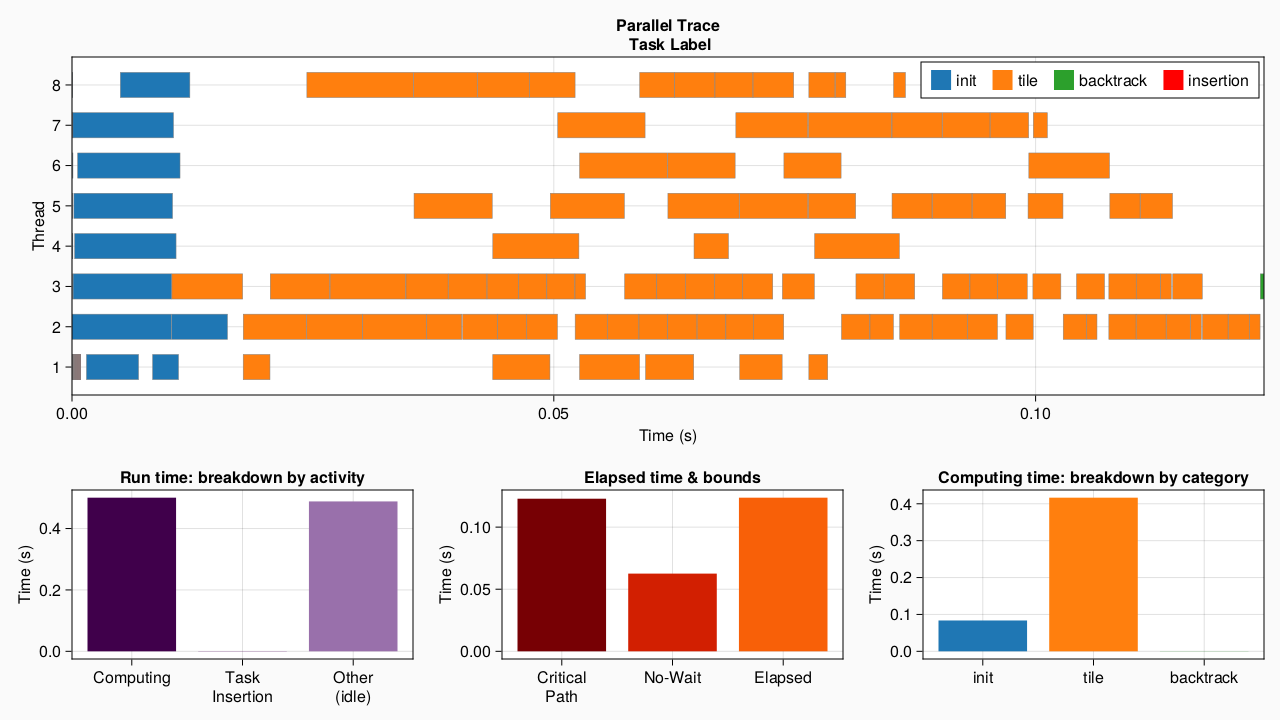 Parallel Trace
Task Label
init tile backtrack insertion
Thread
8
7
6
5
4
3
2
1
0.00 0.05 0.10
Time (s)
Run time: breakdown by activity
Time (s)
0.4
0.2
0.0
Computing Task Insertion Other (idle)
Elapsed time & bounds
Time (s)
0.10
0.05
0.00
Critical Path No-Wait Elapsed
Computing time: breakdown by category
Time (s)
0.4
0.3
0.2
0.1
0.0
init tile backtrack